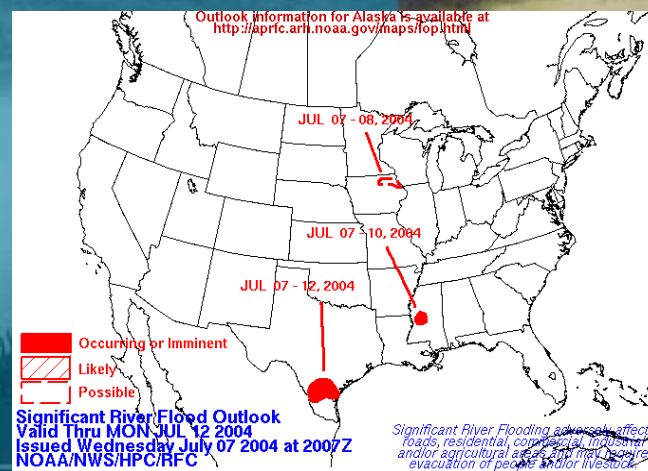 Outlook information for Alaska is available at
http://aprfc.arh.noaa.gov/maps/fop.html
JUL 07 - 08, 2004
JUL 07 - 10, 2004
JUL 07 - 12, 2004
Occurring or Imminent
Likely
Possible
Significant River Flood Outlook
Valid Thru MON JUL 12 2004
Issued Wednesday July 07 2004 at 2007Z
NOAA/NWS/HPC/RFC
Significant River Flooding adversely affects
roads, residential, commercial, industrial
and/or agricultural areas and may require
evacuation of people and/or livestock.